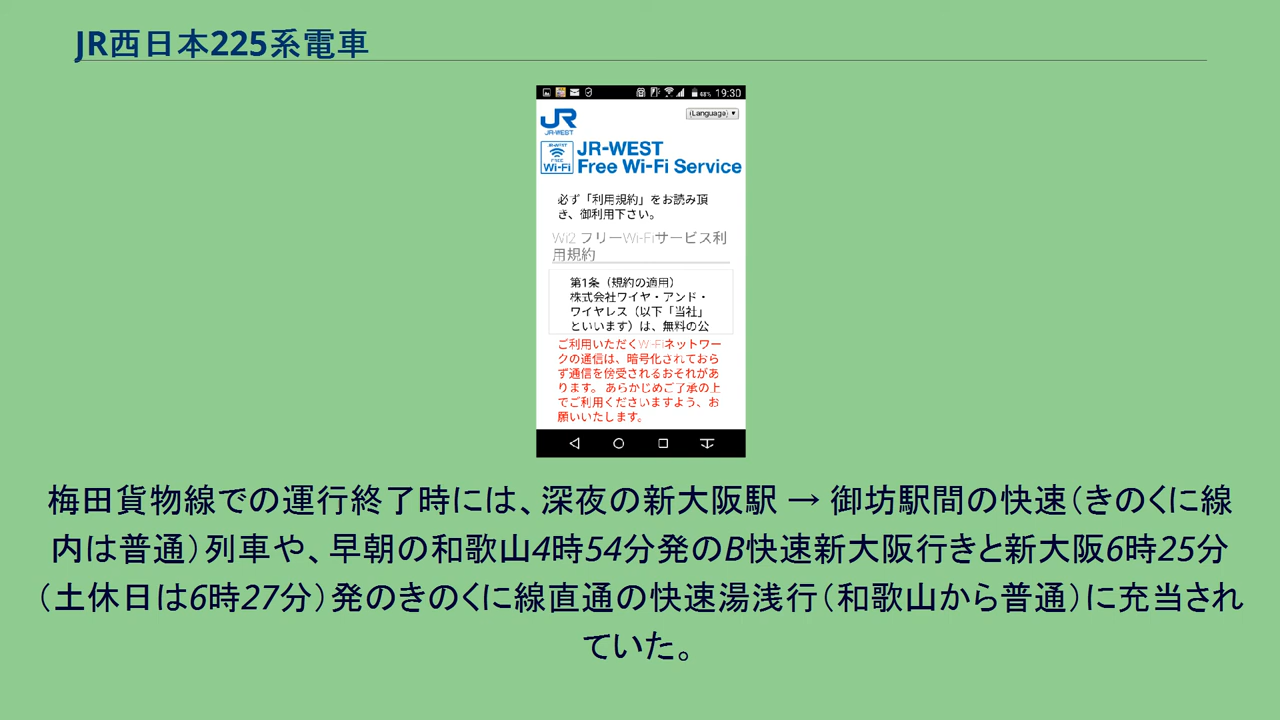 JR西日本225系電車
68% 19:30
JR
JR-WEST
(Language) ▼
JR-WEST
FREE
Wi-Fi
JR-WEST
Free Wi-Fi Service
必ず「利用規約」をお読み頂
き、御利用下さい。
Wi2 フリーWi-Fiサービス利
用規約
第1条（規約の適用）
株式会社ワイヤ・アンド・
ワイヤレス（以下「当社」
といいます）は、無料の公
ご利用いただくWi-Fiネットワー
クの通信は、暗号化されておら
ず通信を傍受されるおそれがあ
ります。 あらかじめご了承の上
でご利用くださいますよう、お
願いいたします。
梅田貨物線での運行終了時には、深夜の新大阪駅 → 御坊駅間の快速（きのくに線
内は普通）列車や、早朝の和歌山4時54分発のB快速新大阪行きと新大阪6時25分
（土休日は6時27分）発のきのくに線直通の快速湯浅行（和歌山から普通）に充当され
ていた。